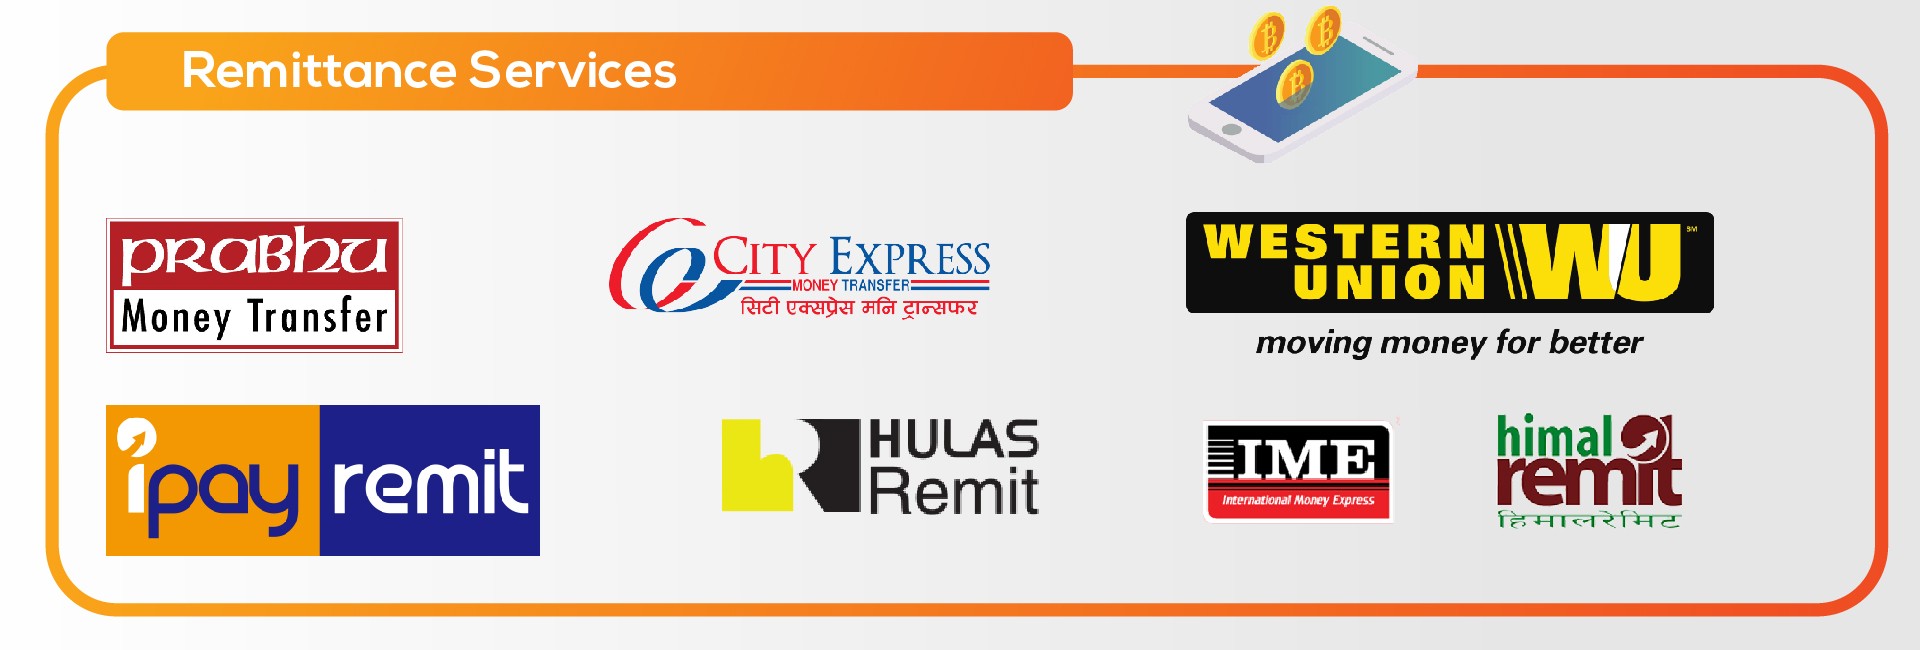 Remittance Services
PRABHU
Money Transfer
CITY EXPRESS
MONEY TRANSFER
सिटी एक्सप्रेस मनि ट्रान्सफर
WESTERN
UNION
WU SM
moving money for better
ipay remit
HULAS
Remit
IME
International Money Express
himal
remit
हिमालरेमिट